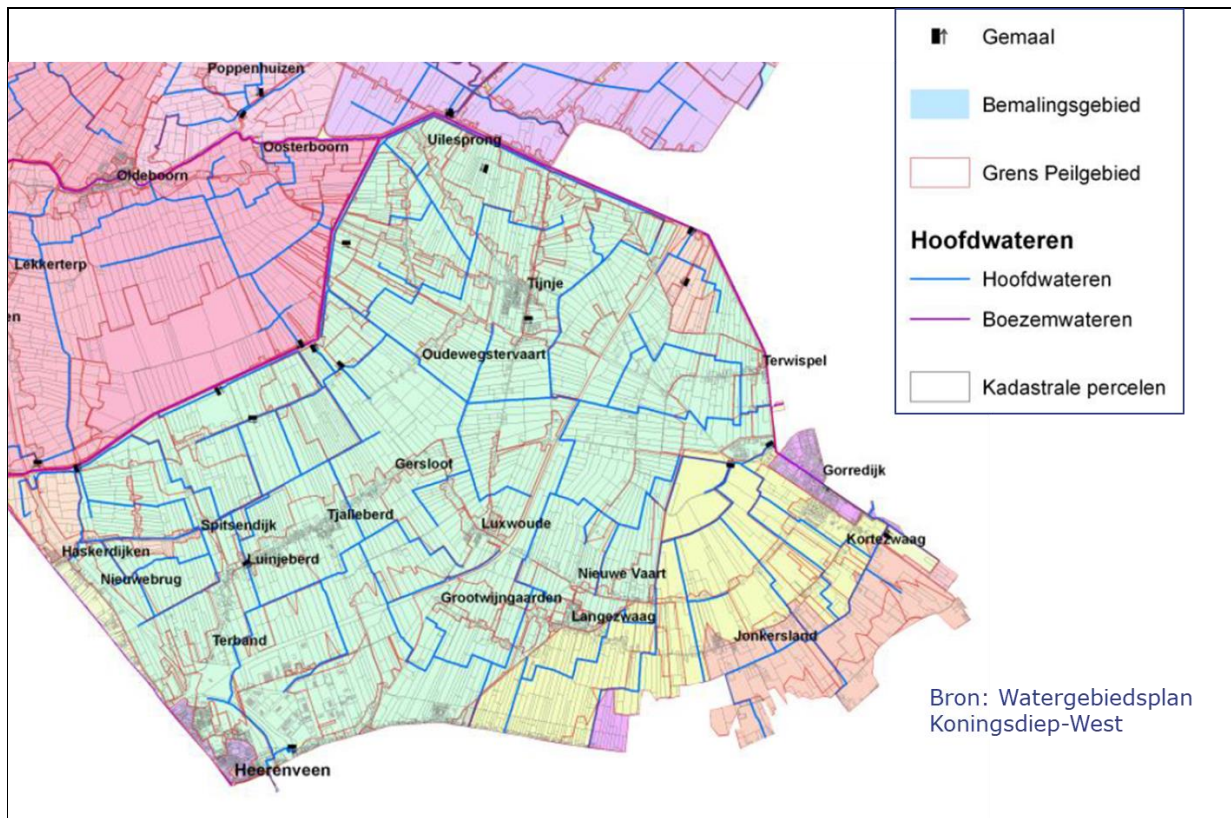 Poppenhuizen
Oosterboorn
Uilesprong
Oldeboorn
Lekkerterp
en
Tijnje
Oudewegstervaart
Terwispel
Gorredijk
Gersloot
Kortezwaag
Tjalleberd
Luxwoude
Spitsendijk
Haskerdijken
Luinjeberd
Nieuwebrug
Nieuwe Vaart
Grootwijngaarden
Langezwaag
Terband
Jonkersland
Heerenveen
Gemaal
Bemalingsgebied
Grens Peilgebied
Hoofdwateren
Hoofdwateren
Boezemwateren
Kadastrale percelen
Bron: Watergebiedsplan
Koningsdiep-West